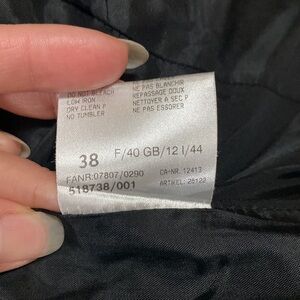 DO NOT BLEACH
LOW IRON
DRY CLEAN P
NO TUMBLER
NE PAS BLANCHIR
REPASSAGE DOUX
NETTOYER A SEC P
NE PAS ESSORER
38 F/40 GB/12 I/44
FANR:07807/0290 CA-NR. 12413
518738/001 ARTIKEL: